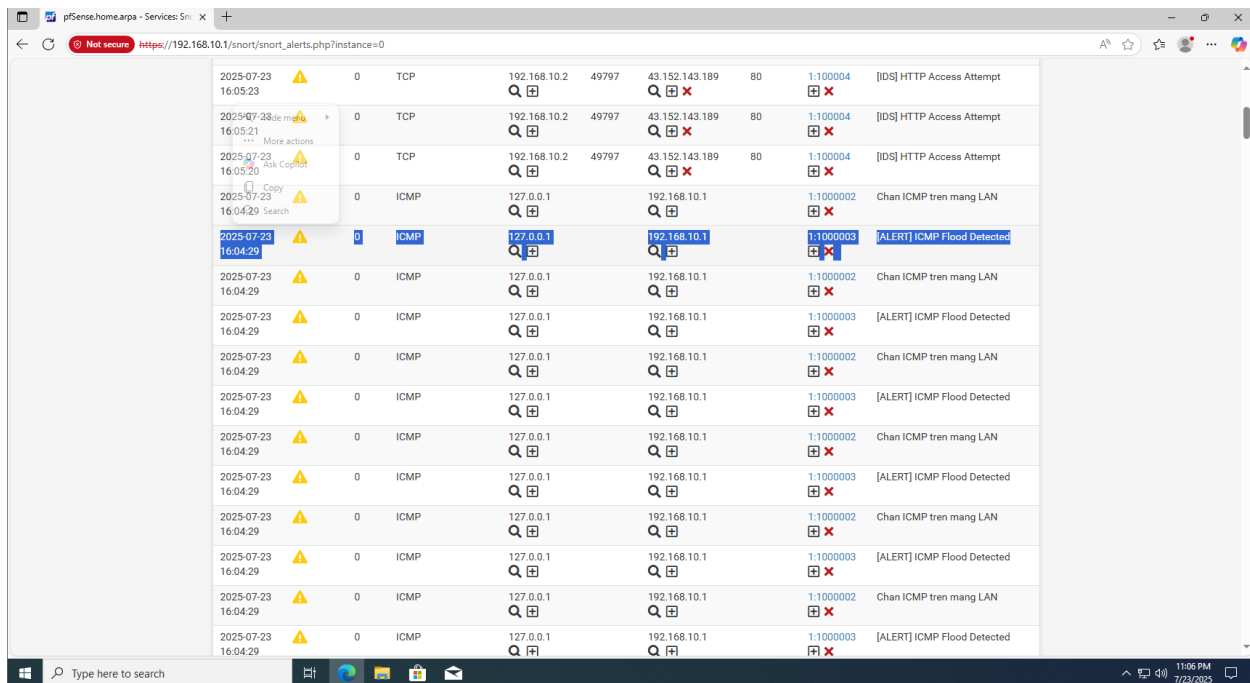 pfSense.home.arpa - Services: Sno
Not secure https://192.168.10.1/snort/snort_alerts.php?instance=0
2025-07-23 0 TCP 192.168.10.2 49797 43.152.143.189 80 1:100004 [IDS] HTTP Access Attempt
16:05:23
2025-07-23 0 TCP 192.168.10.2 49797 43.152.143.189 80 1:100004 [IDS] HTTP Access Attempt
16:05:21
Hide menu
More actions
Ask Copilot
Copy
Search
2025-07-23 0 TCP 192.168.10.2 49797 43.152.143.189 80 1:100004 [IDS] HTTP Access Attempt
16:05:20
2025-07-23 0 ICMP 127.0.0.1 192.168.10.1 1:1000002 Chan ICMP tren mang LAN
16:04:29
2025-07-23 0 ICMP 127.0.0.1 192.168.10.1 1:1000003 [ALERT] ICMP Flood Detected
16:04:29
2025-07-23 0 ICMP 127.0.0.1 192.168.10.1 1:1000002 Chan ICMP tren mang LAN
16:04:29
2025-07-23 0 ICMP 127.0.0.1 192.168.10.1 1:1000003 [ALERT] ICMP Flood Detected
16:04:29
2025-07-23 0 ICMP 127.0.0.1 192.168.10.1 1:1000002 Chan ICMP tren mang LAN
16:04:29
2025-07-23 0 ICMP 127.0.0.1 192.168.10.1 1:1000003 [ALERT] ICMP Flood Detected
16:04:29
2025-07-23 0 ICMP 127.0.0.1 192.168.10.1 1:1000002 Chan ICMP tren mang LAN
16:04:29
2025-07-23 0 ICMP 127.0.0.1 192.168.10.1 1:1000003 [ALERT] ICMP Flood Detected
16:04:29
2025-07-23 0 ICMP 127.0.0.1 192.168.10.1 1:1000002 Chan ICMP tren mang LAN
16:04:29
2025-07-23 0 ICMP 127.0.0.1 192.168.10.1 1:1000003 [ALERT] ICMP Flood Detected
16:04:29
2025-07-23 0 ICMP 127.0.0.1 192.168.10.1 1:1000002 Chan ICMP tren mang LAN
16:04:29
2025-07-23 0 ICMP 127.0.0.1 192.168.10.1 1:1000003 [ALERT] ICMP Flood Detected
16:04:29
Type here to search
11:06 PM
7/23/2025